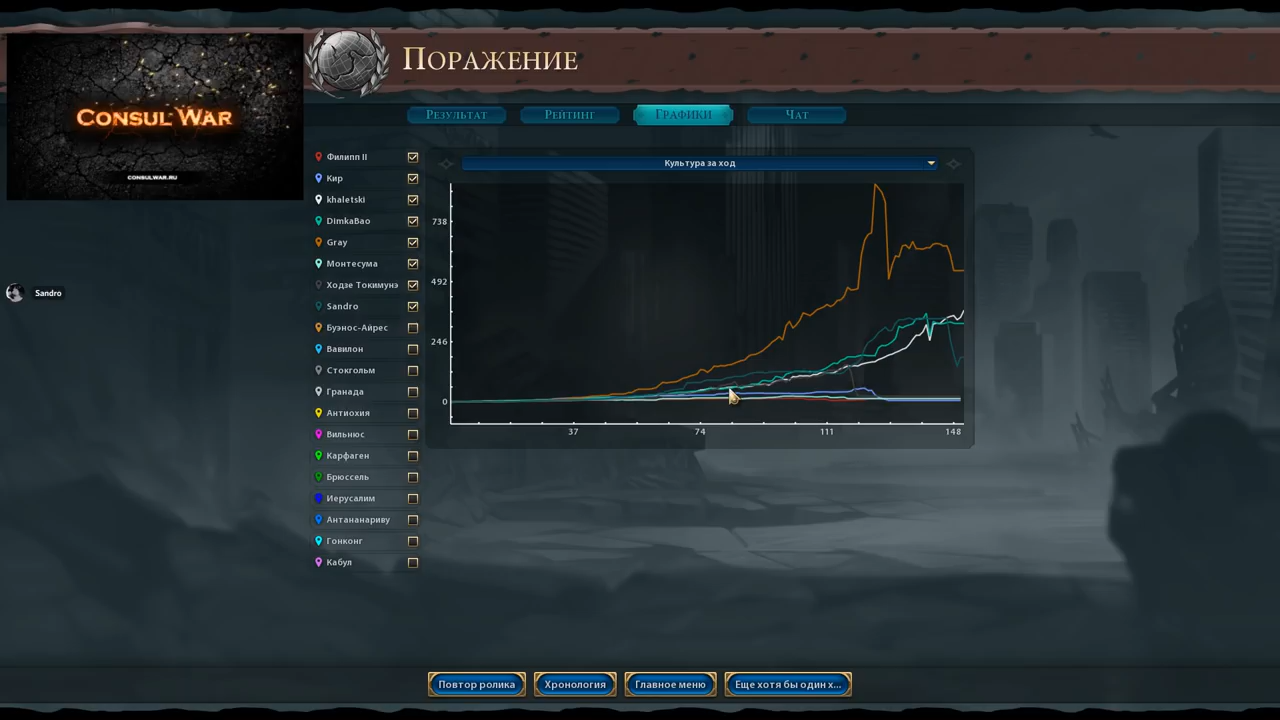 ПОРАЖЕНИЕ
CONSUL WAR
CONSULWAR.RU
РЕЗУЛЬТАТ
РЕЙТИНГ
ГРАФИКИ
ЧАТ
Филипп II
Кир
khaletski
DimkaBao
Gray
Монтесума
Ходзе Токимунэ
Sandro
Буэнос-Айрес
Вавилон
Стокгольм
Гранада
Антиохия
Вильнюс
Карфаген
Брюссель
Иерусалим
Антананариву
Гонконг
Кабул
Культура за ход
738
492
246
0
37 74 111 148
Sandro
Повтор ролика
Хронология
Главное меню
Еще хотя бы один х...